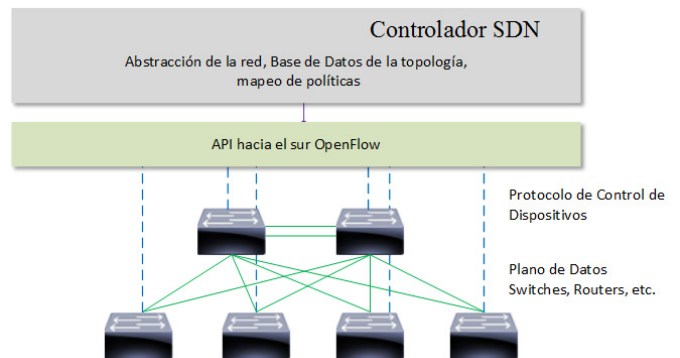 Controlador SDN
Abstracción de la red, Base de Datos de la topología,
mapeo de políticas
API hacia el sur OpenFlow
Protocolo de Control de
Dispositivos
Plano de Datos
Switches, Routers, etc.